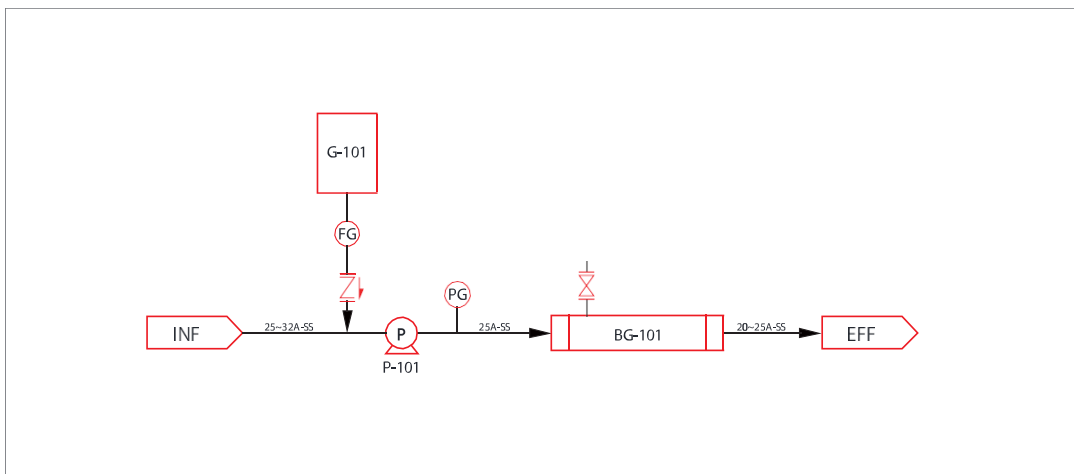 G-101
FG
PG
INF
25~32A-SS
P
25A-SS
BG-101
20~25A-SS
EFF
P-101